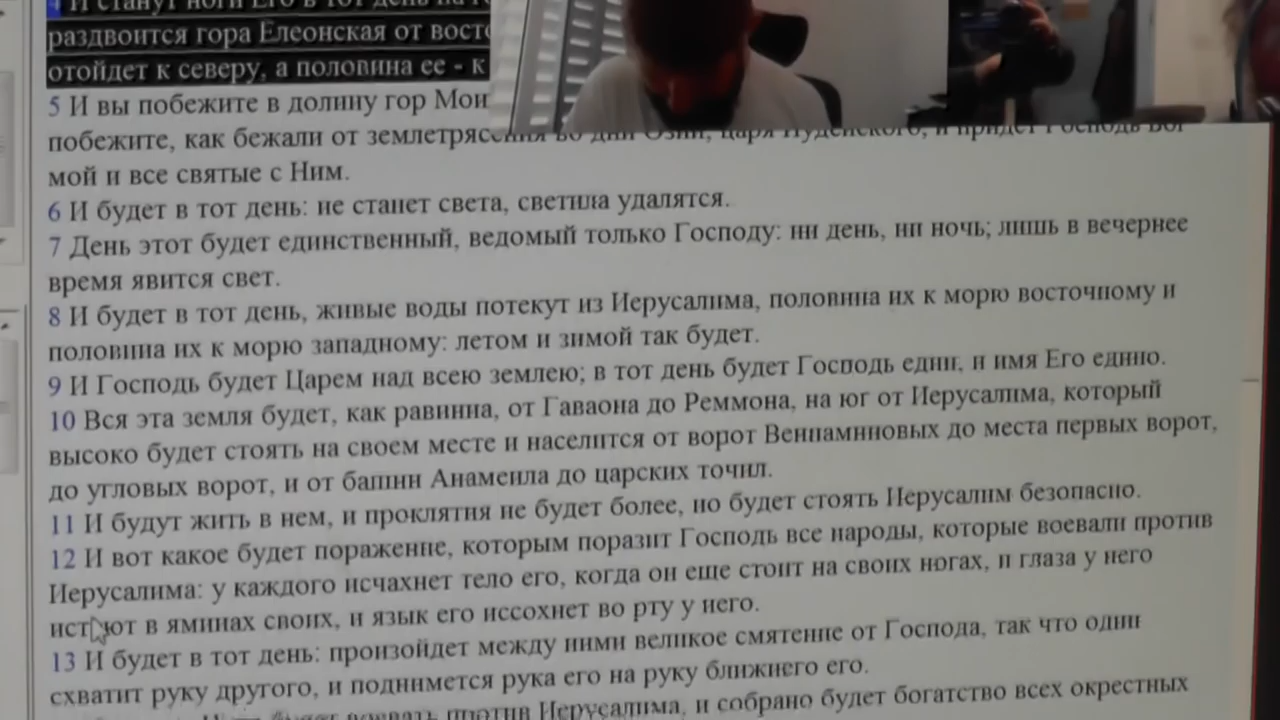 4 И станут ноги Его в тот день на
раздвоится гора Елеонская от
отойдет к северу, а половина ее - к
5 И вы побежите в долину гор
побежите, как бежали от землетрясения во дни Озии, царя Иудейского; и придет Господь Бог
мой и все святые с Ним.
6 И будет в тот день: не станет света, светила удалятся.
7 День этот будет единственный, ведомый только Господу: ни день, ни ночь; лишь в вечернее
время явится свет.
8 И будет в тот день, живые воды потекут из Иерусалима, половина их к морю восточному и
половина их к морю западному: летом и зимой так будет.
9 И Господь будет Царем над всею землею; в тот день будет Господь един, и имя Его едино.
10 Вся эта земля будет, как равнина, от Гаваона до Реммона, на юг от Иерусалима, который
высоко будет стоять на своем месте и населится от ворот Вениаминовых до места первых ворот,
до угловых ворот, и от башни Анамеила до царских точил.
11 И будут жить в нем, и проклятия не будет более, но будет стоять Иерусалим безопасно.
12 И вот какое будет поражение, которым поразит Господь все народы, которые воевали против
Иерусалима: у каждого исчахнет тело его, когда он еще стоит на своих ногах, и глаза у него
истают в яминах своих, и язык его иссохнет во рту у него.
13 И будет в тот день: произойдет между ними великое смятение от Господа, так что один
схватит руку другого, и поднимется рука его на руку ближнего его.
воевать против Иерусалима, и собрано будет богатство всех окрестных